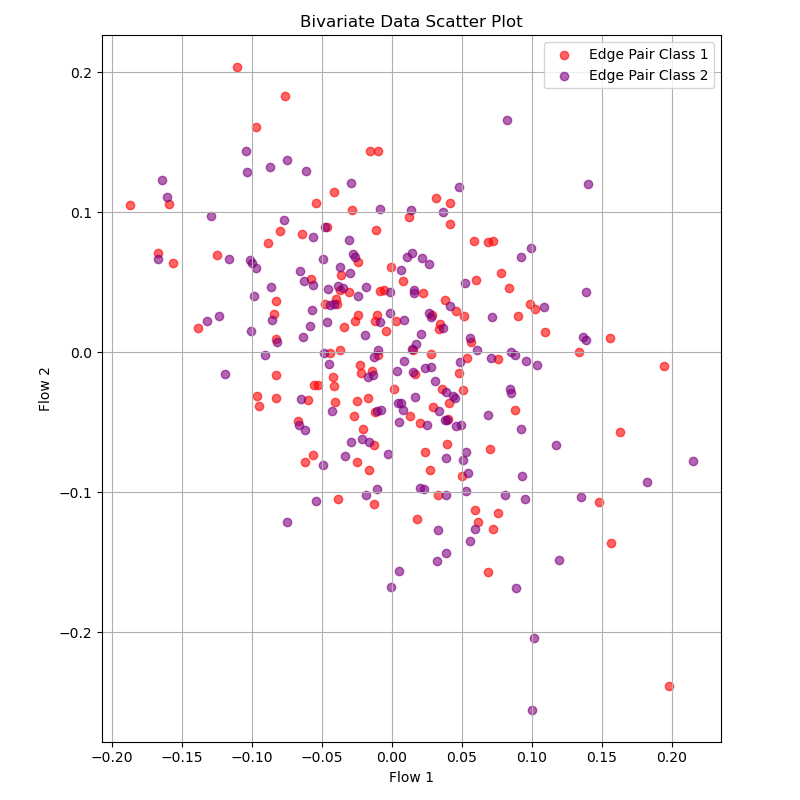 Bivariate Data Scatter Plot
Edge Pair Class 1
Edge Pair Class 2
0.2
0.1
0.0
−0.1
−0.2
Flow 2
−0.20 −0.15 −0.10 −0.05 0.00 0.05 0.10 0.15 0.20
Flow 1